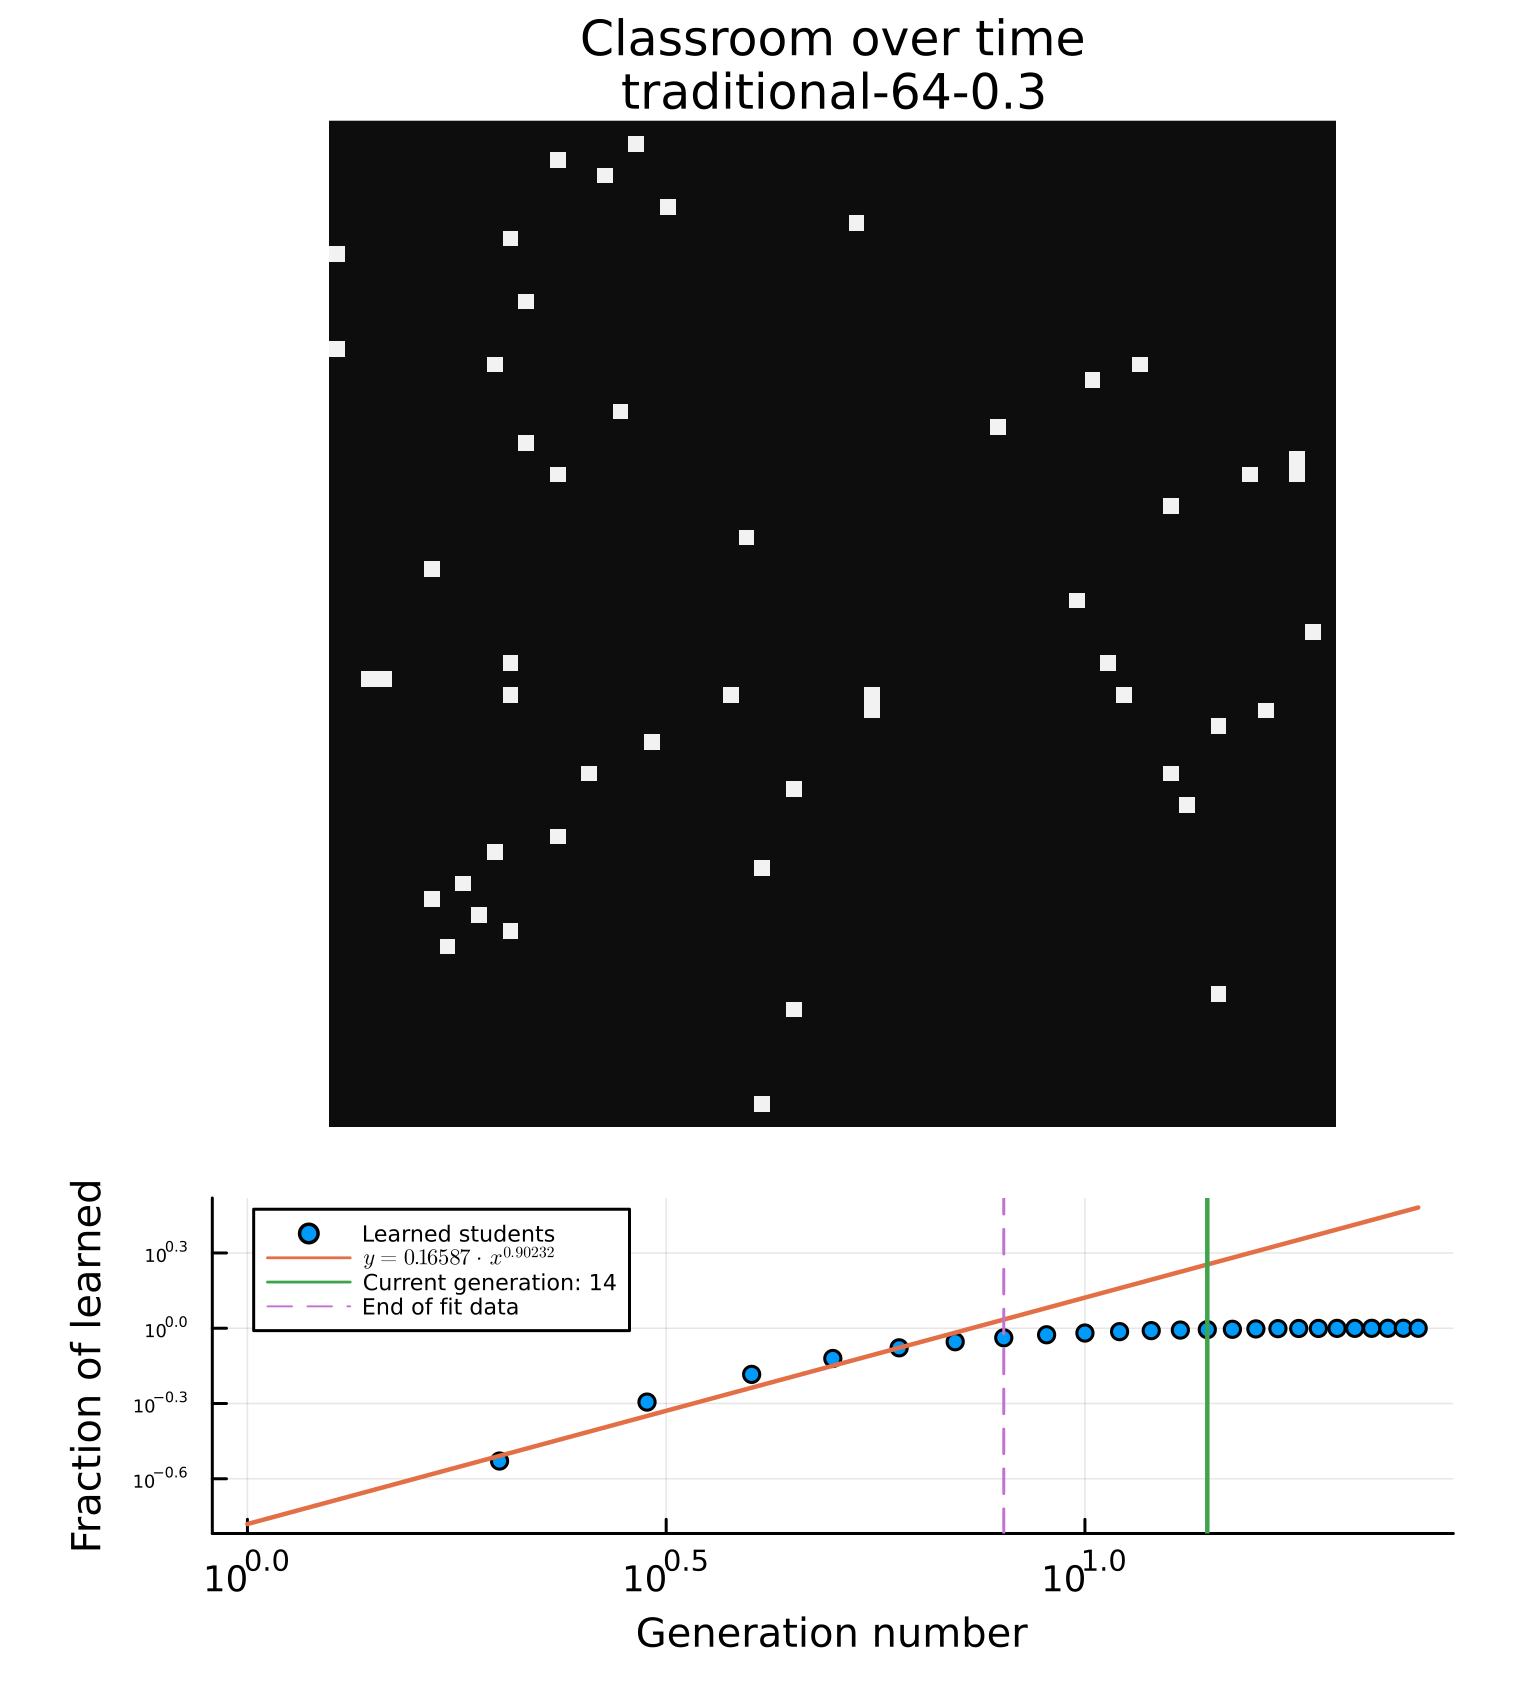 Classroom over time
traditional-64-0.3
Fraction of learned
10^0.3
10^0.0
10^−0.3
10^−0.6
Learned students
y = 0.16587 · x^0.90232
Current generation: 14
End of fit data
10^0.0
10^0.5
10^1.0
Generation number